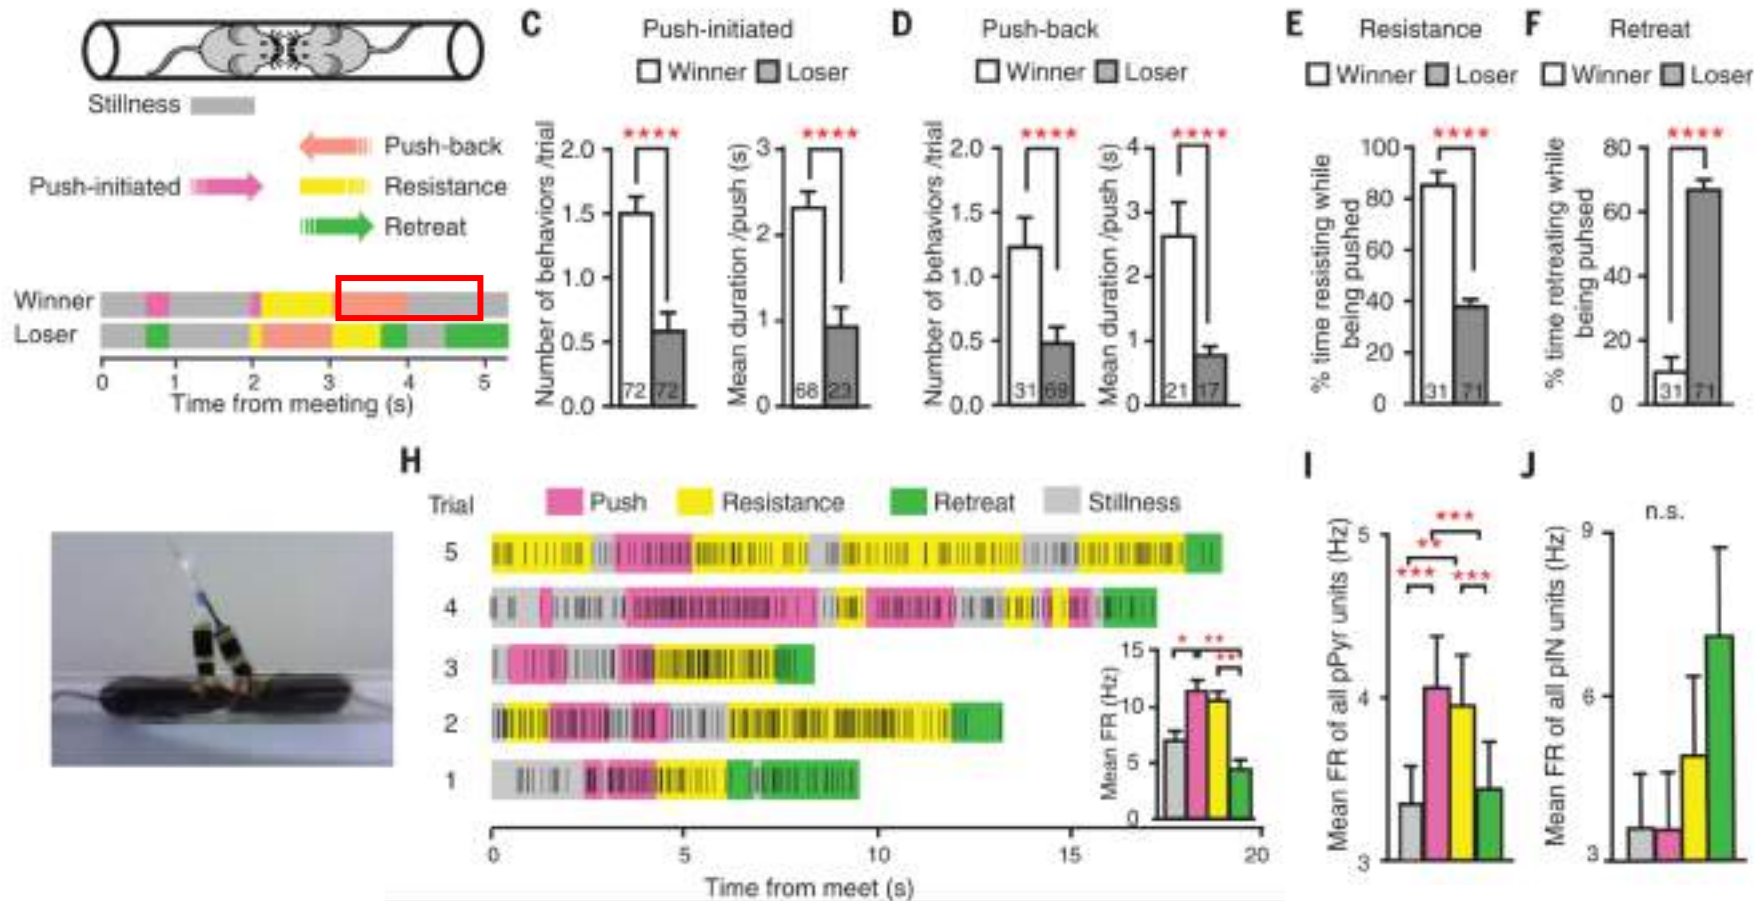 Stillness
Push-back
Push-initiated
Resistance
Retreat
Winner
Loser
0 1 2 3 4 5
Time from meeting (s)
C
Push-initiated
Winner Loser
Number of behaviors /trial
2.0
1.5
1.0
0.5
0.0
****
72 72
Mean duration /push (s)
3
2
1
0
****
68 23
D
Push-back
Winner Loser
Number of behaviors /trial
2.0
1.5
1.0
0.5
0.0
****
31 69
Mean duration /push (s)
4
3
2
1
0
****
21 17
E
Resistance
Winner Loser
% time resisting while
being pushed
100
80
60
40
20
0
****
31 71
F
Retreat
Winner Loser
% time retreating while
being puhsed
80
60
40
20
0
****
31 71
H
Trial
Push Resistance Retreat Stillness
5
4
3
2
1
0 5 10 15 20
Time from meet (s)
Mean FR (Hz)
15
10
5
0
* **
**
I
Mean FR of all pPyr units (Hz)
5
4
3
***
**
*** ***
J
n.s.
Mean FR of all pIN units (Hz)
9
6
3